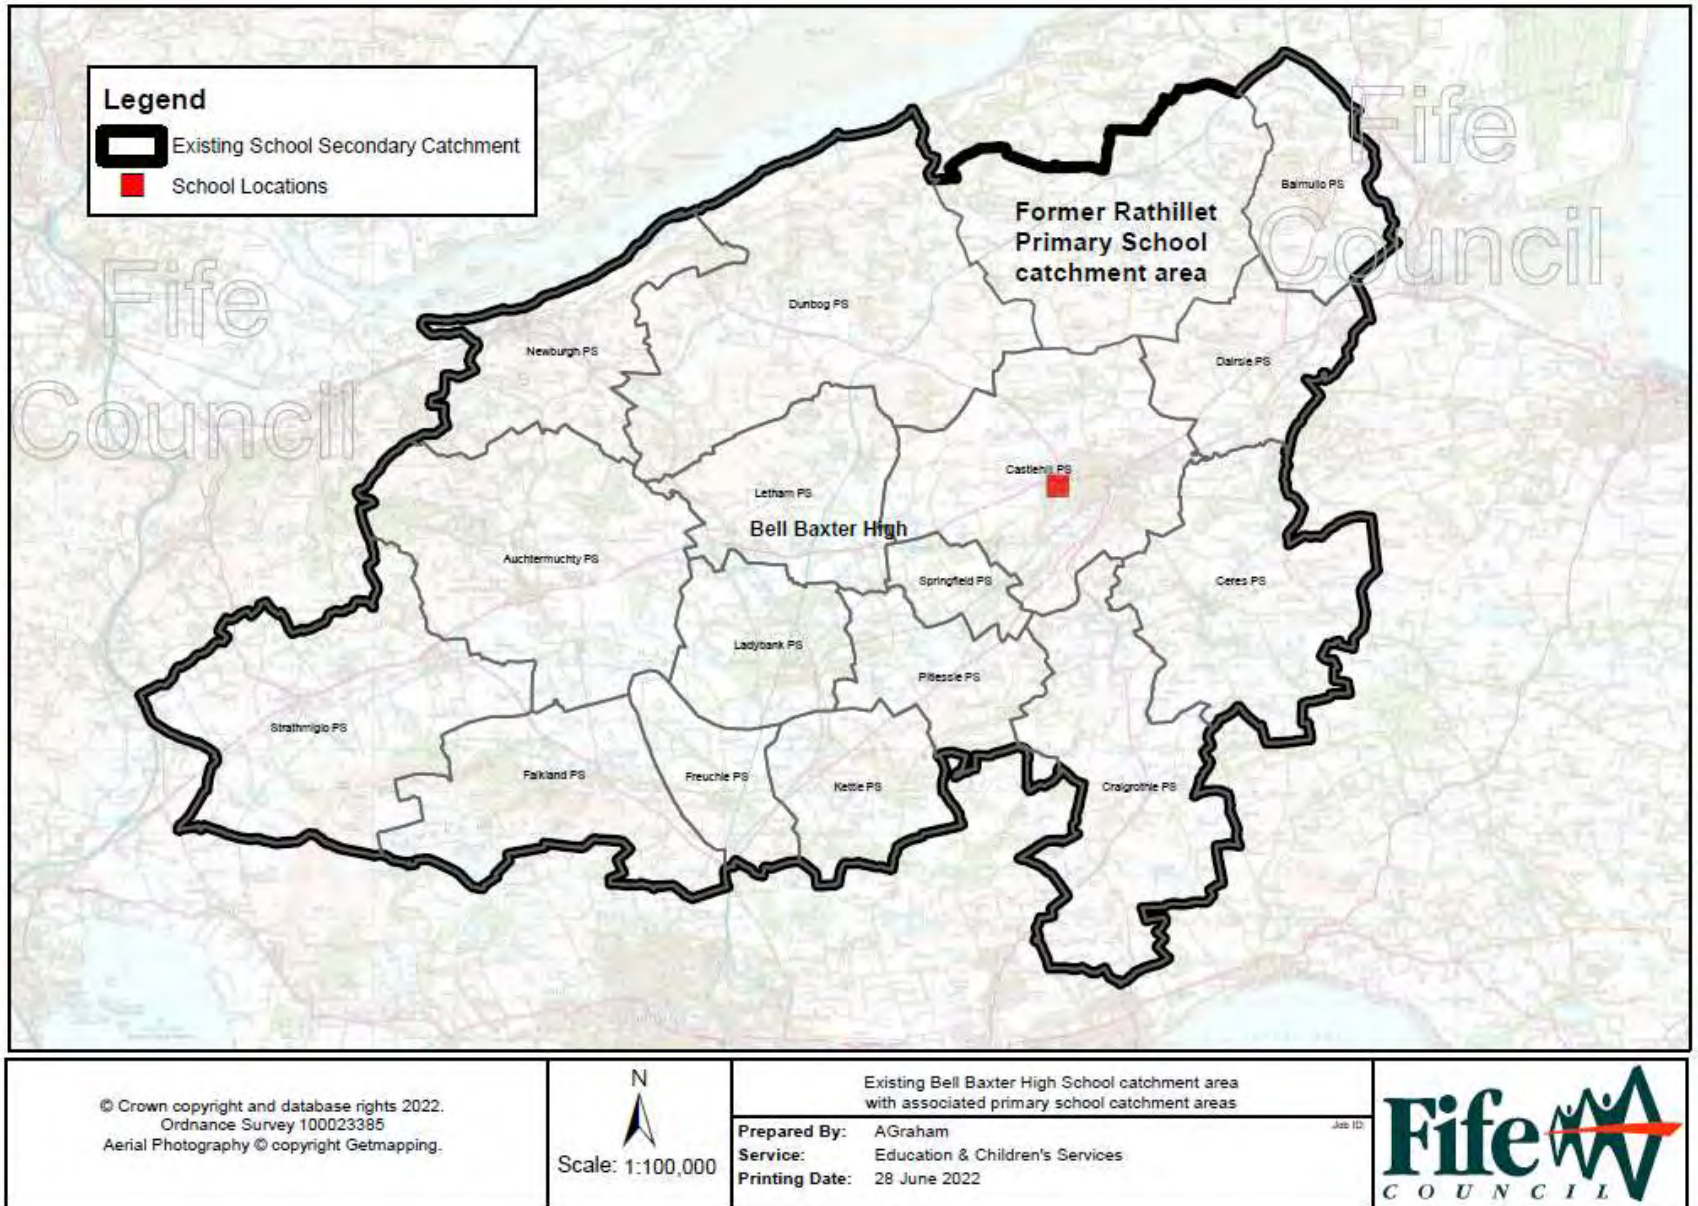 Legend
Existing School Secondary Catchment
School Locations
Fife
Council
Fife
Council
Former Rathillet
Primary School
catchment area
Balmullo PS
Dunbog PS
Newburgh PS
Dairsie PS
Castlehill PS
Letham PS
Bell Baxter High
Auchtermuchty PS
Springfield PS
Ceres PS
Ladybank PS
Pitlessie PS
Strathmiglo PS
Falkland PS
Freuchie PS
Kettle PS
Craigrothie PS
© Crown copyright and database rights 2022.
Ordnance Survey 100023385
Aerial Photography © copyright Getmapping.
N
Scale: 1:100,000
Existing Bell Baxter High School catchment area
with associated primary school catchment areas
Prepared By: AGraham
Job ID:
Service: Education & Children's Services
Printing Date: 28 June 2022
Fife
COUNCIL